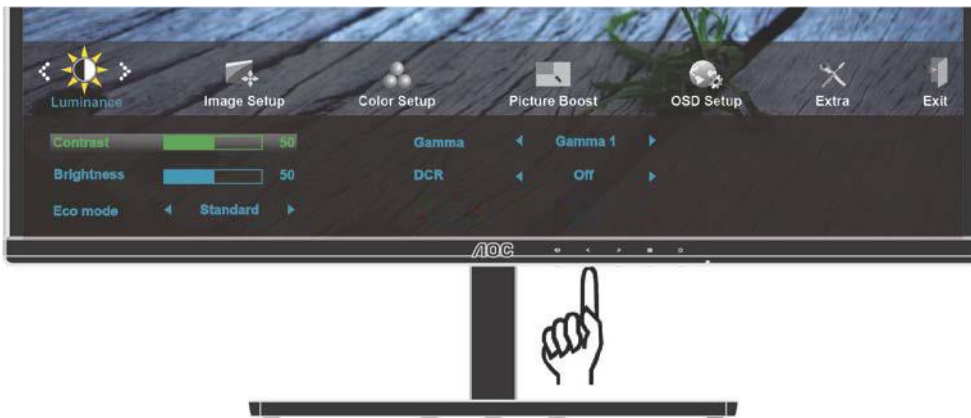 Luminance Image Setup Color Setup Picture Boost OSD Setup Extra Exit
Contrast 50 Gamma Gamma 1
Brightness 50 DCR Off
Eco mode Standard
AOC